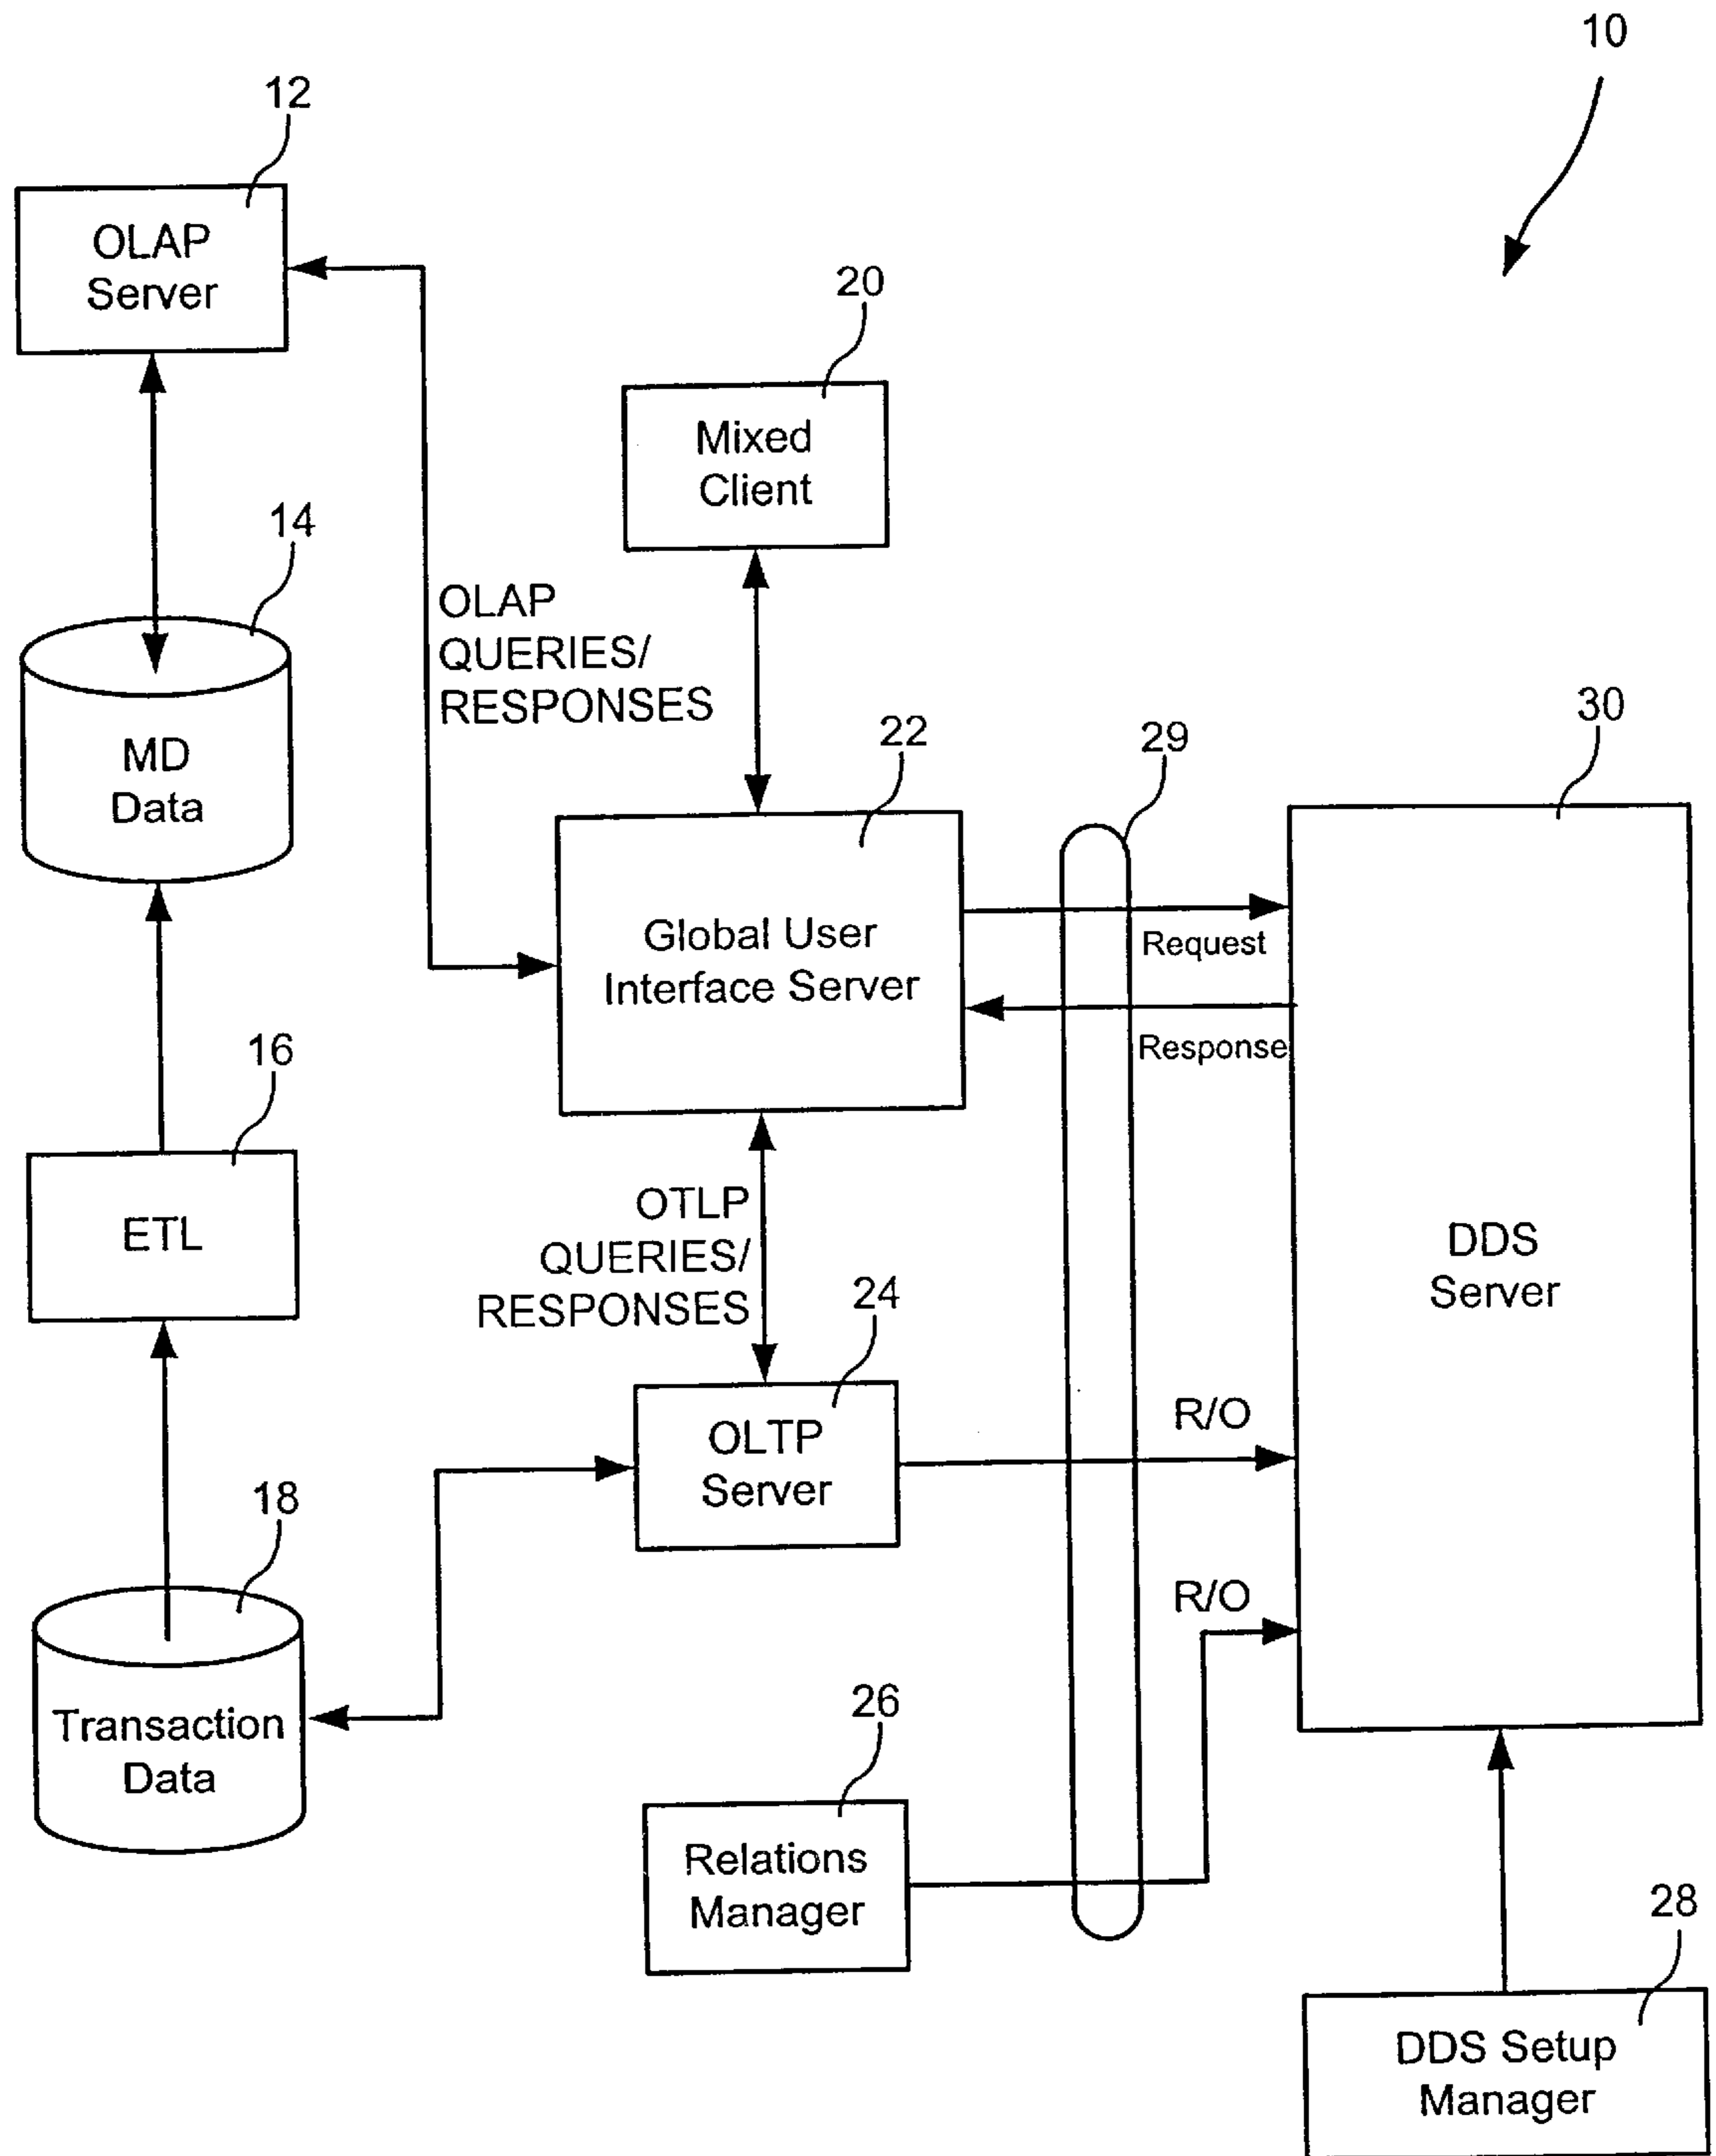 10
12
OLAP
Server
20
Mixed
Client
14
OLAP
QUERIES/
RESPONSES
MD
Data
22
29
30
Global User
Interface Server
Request
Response
16
ETL
OTLP
QUERIES/
RESPONSES
DDS
Server
24
OLTP
Server
R/O
18
Transaction
Data
R/O
26
Relations
Manager
28
DDS Setup
Manager